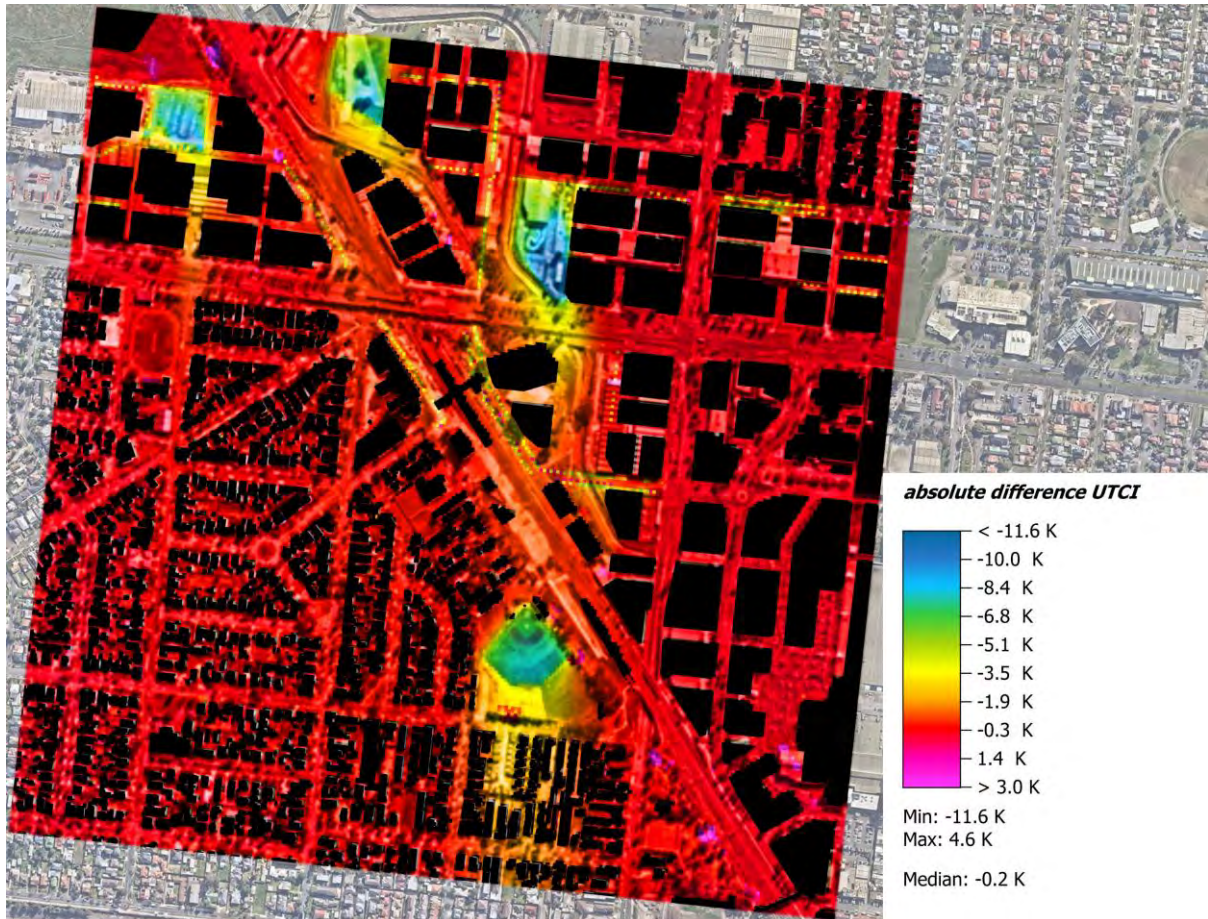 absolute difference UTCI
< -11.6 K
-10.0 K
-8.4 K
-6.8 K
-5.1 K
-3.5 K
-1.9 K
-0.3 K
1.4 K
> 3.0 K
Min: -11.6 K
Max: 4.6 K
Median: -0.2 K